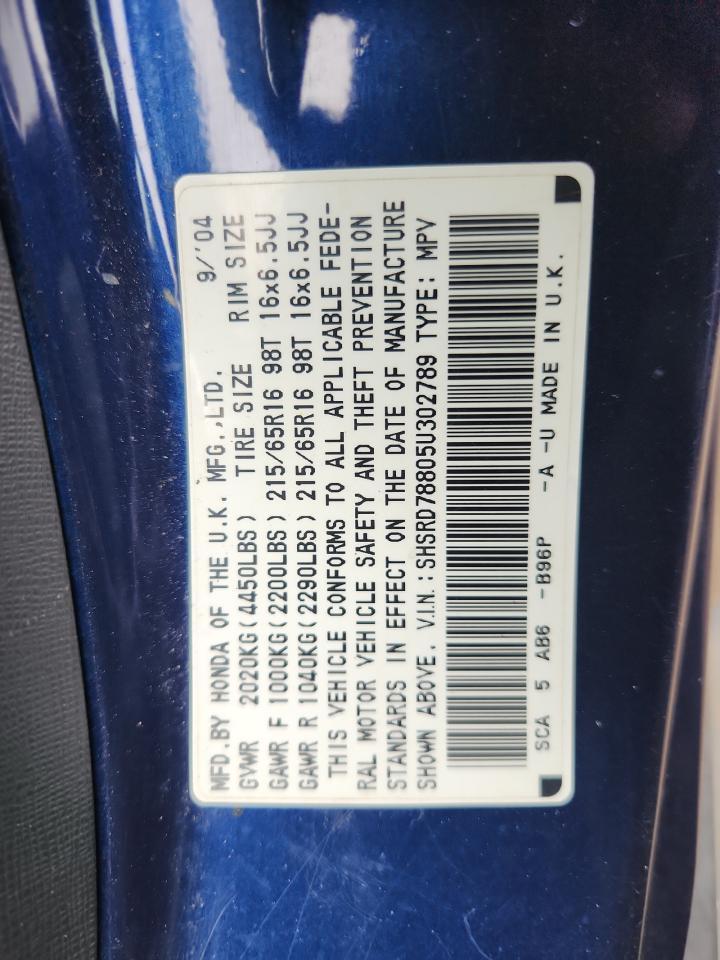 MFD.BY HONDA OF THE U.K. MFG.,LTD. 9/'04
GVWR 2020KG(4450LBS) TIRE SIZE RIM SIZE
GAWR F 1000KG(2200LBS) 215/65R16 98T 16x6.5JJ
GAWR R 1040KG(2290LBS) 215/65R16 98T 16x6.5JJ
THIS VEHICLE CONFORMS TO ALL APPLICABLE FEDE-
RAL MOTOR VEHICLE SAFETY AND THEFT PREVENTION
STANDARDS IN EFFECT ON THE DATE OF MANUFACTURE
SHOWN ABOVE. V.I.N.:SHSRD78805U302789 TYPE: MPV
SCA 5 AB6 -B96P -A -U MADE IN U.K.